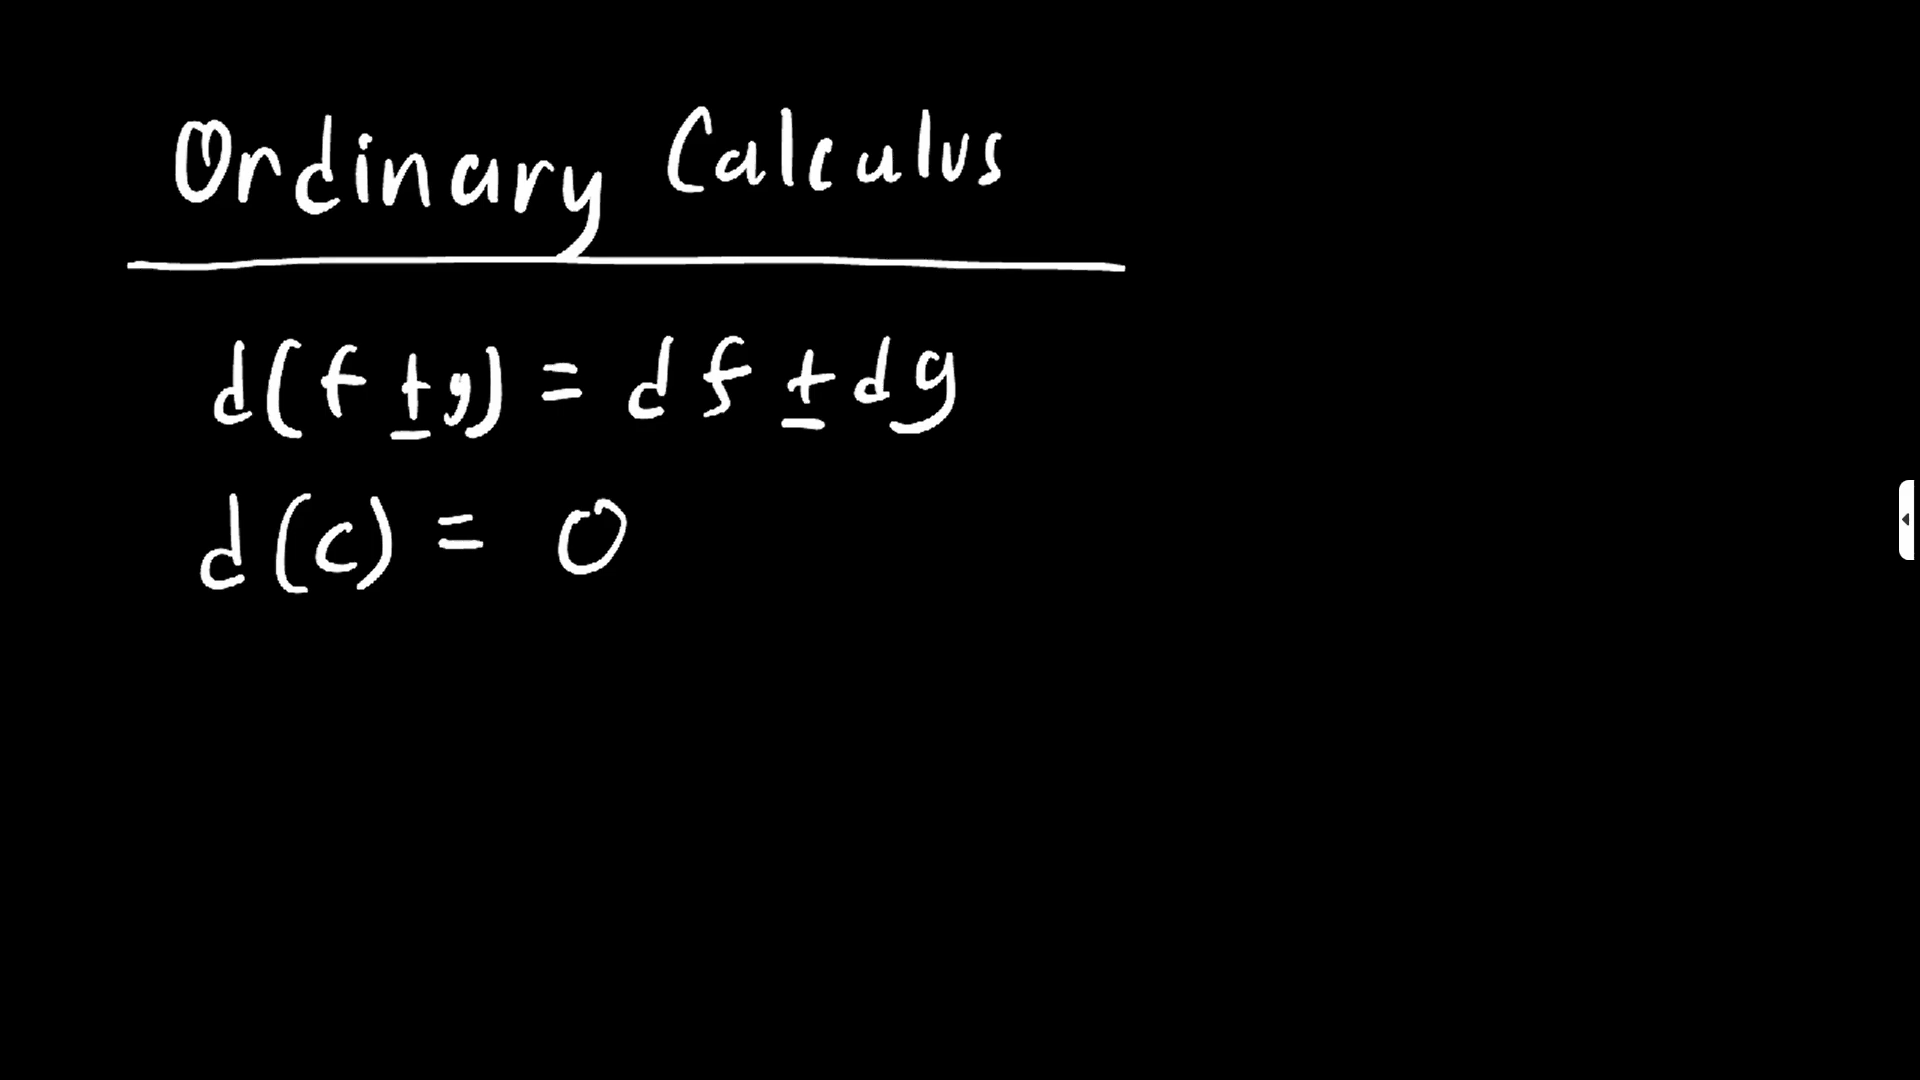 Ordinary Calculus
d(f ± g) = df ± dg
d(c) = 0